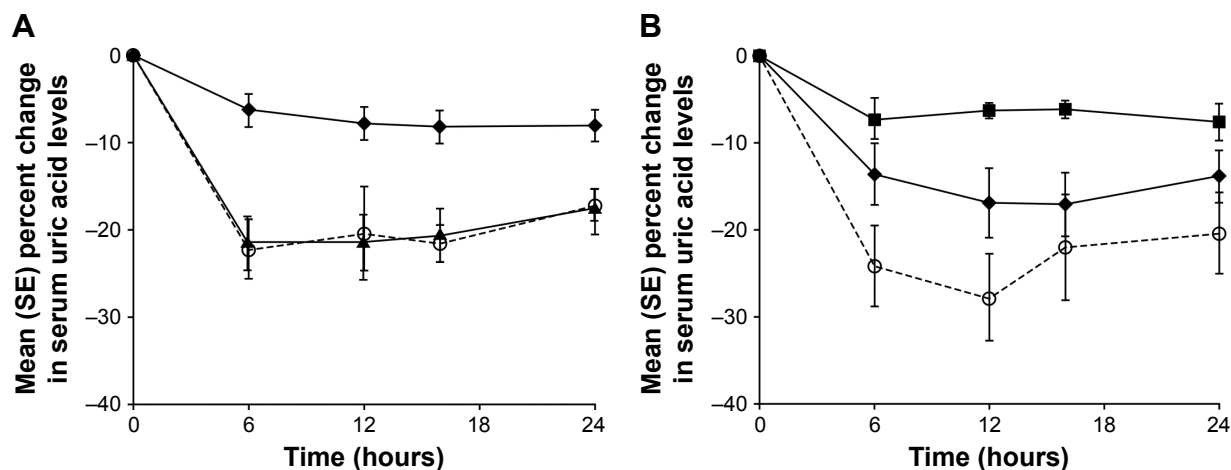 A
Mean (SE) percent change
in serum uric acid levels
0
–10
–20
–30
–40
0
6
12
18
24
Time (hours)
B
Mean (SE) percent change
in serum uric acid levels
0
–10
–20
–30
–40
0
6
12
18
24
Time (hours)